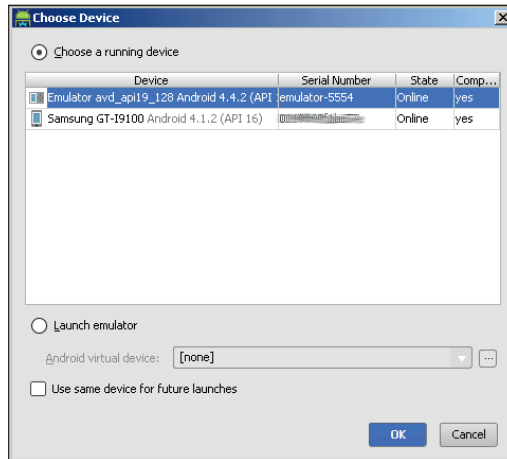 Choose Device
Choose a running device
Device Serial Number State Comp...
Emulator avd_api19_128 Android 4.4.2 (API emulator-5554 Online yes
Samsung GT-I9100 Android 4.1.2 (API 16) Online yes
Launch emulator
Android virtual device: [none] ...
Use same device for future launches
OK Cancel